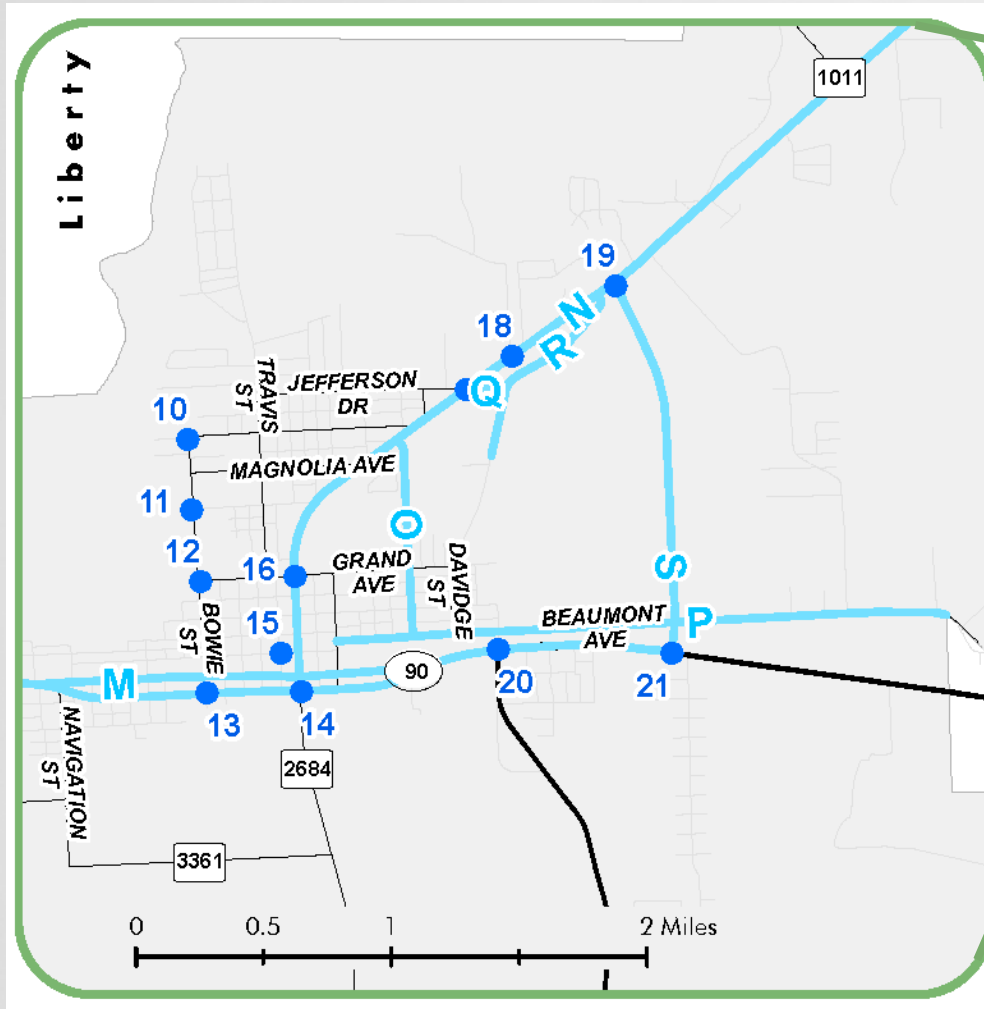 Liberty
1011
19
18
N
R
Q
TRAVIS
ST
JEFFERSON
DR
10
MAGNOLIA AVE
11
O
12
16
GRAND
AVE
DAVIDGE
ST
S
BOWIE
ST
15
BEAUMONT
AVE
P
M
90
20
21
13
14
NAVIGATION
ST
2684
3361
0 0.5 1 2 Miles